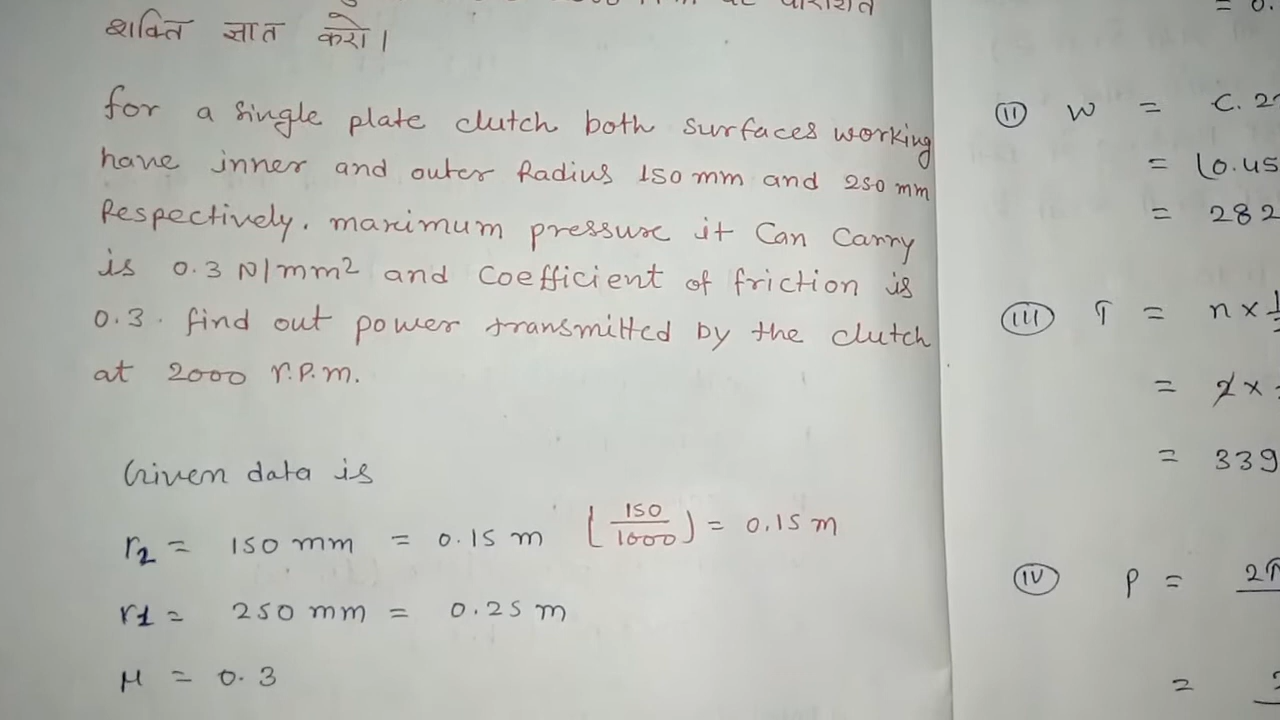 शक्ति ज्ञात करो।
for a single plate clutch both surfaces working
have inner and outer Radius 150 mm and 250 mm
Respectively. maximum pressure it Can Carry
is 0.3 N/mm2 and Coefficient of friction is
0.3. find out power transmitted by the clutch
at 2000 r.p.m.
Given data is
r2 = 150 mm = 0.15 m (150/1000) = 0.15 m
r1 = 250 mm = 0.25 m
μ = 0.3
= 0.
(II) W = C. 2
= 10.45
= 282
(III) T = n ×
= 2 ×
= 339
(IV) P = 2π
=